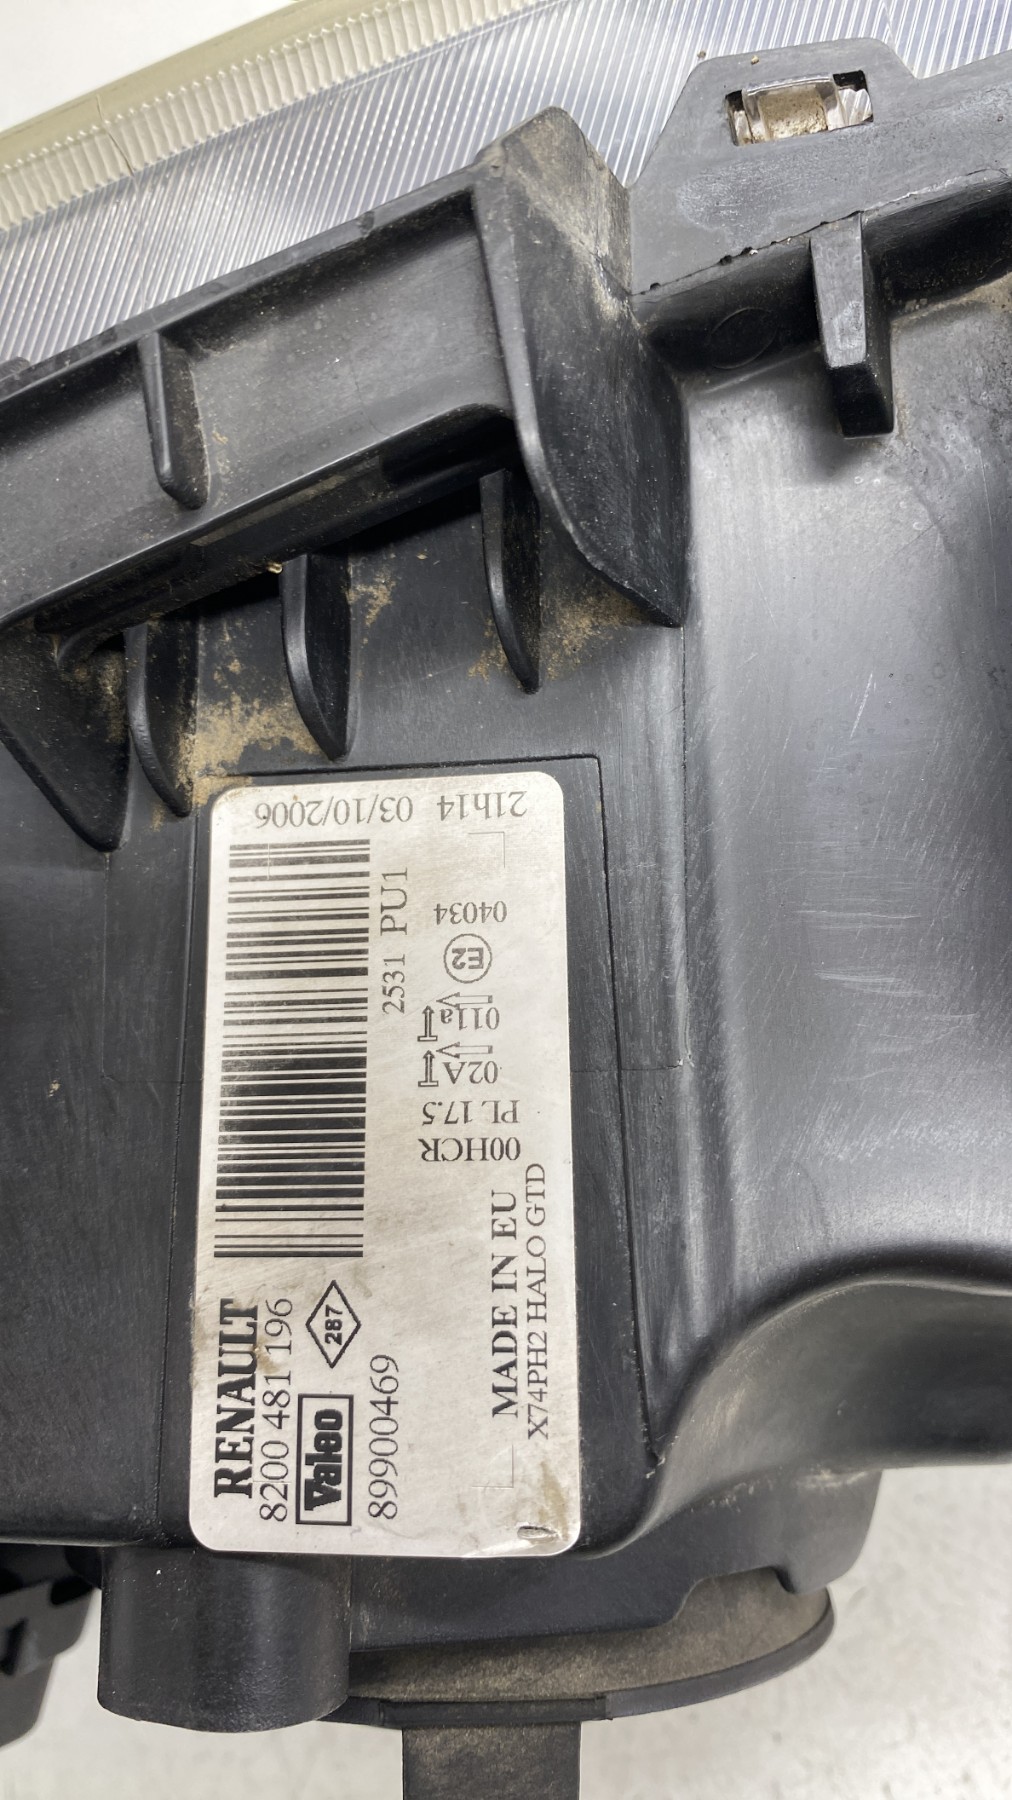 RENAULT
8200 481 196
Valeo
287
89900469
2531 PU1
MADE IN EU
X74PH2 HALO GTD
21h14 03/10/2006
04034
E2
011a
02A
PL 17.5
00HCR